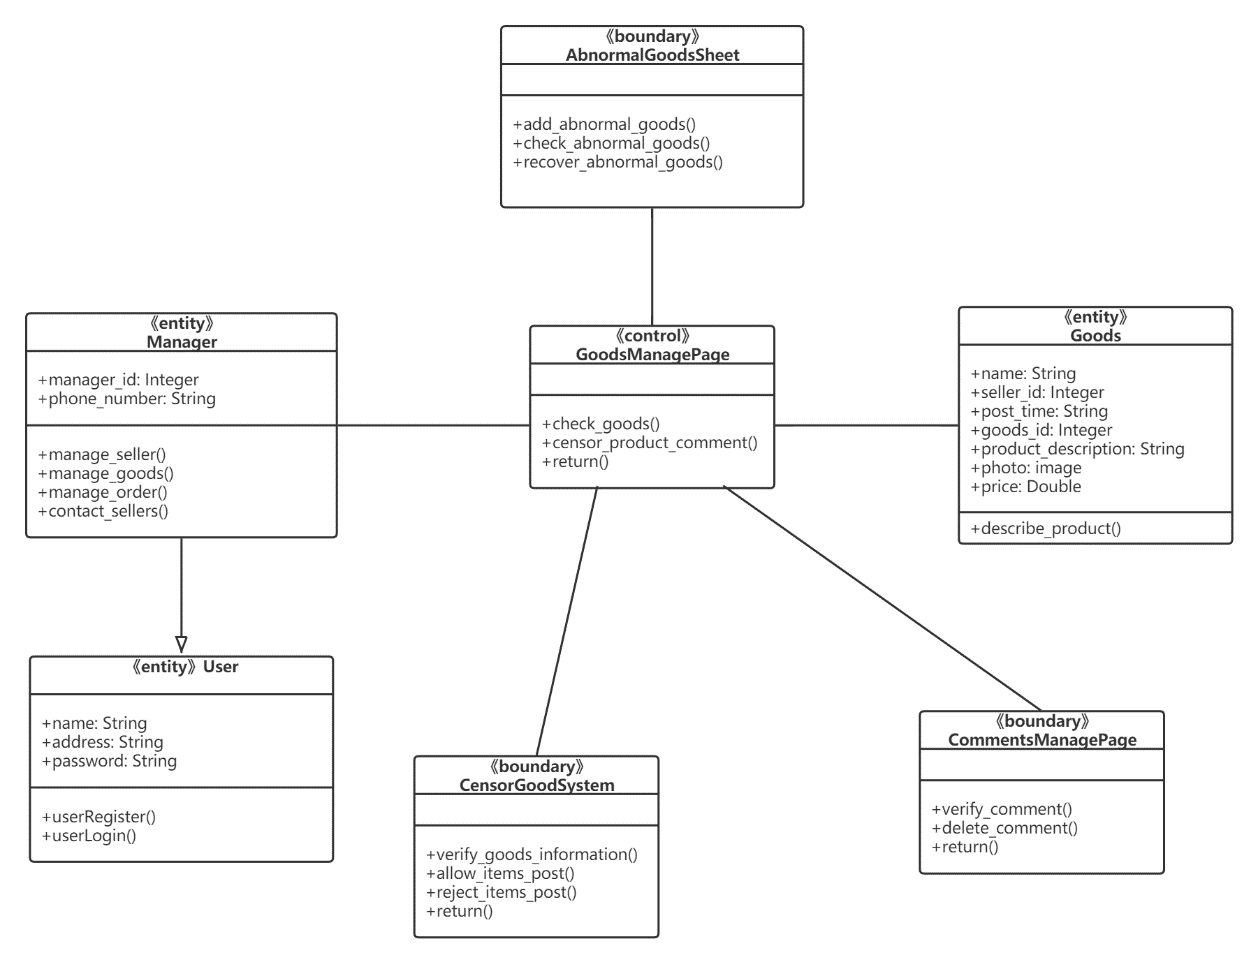 《boundary》
AbnormalGoodsSheet
+add_abnormal_goods()
+check_abnormal_goods()
+recover_abnormal_goods()
《entity》
Manager
+manager_id: Integer
+phone_number: String
+manage_seller()
+manage_goods()
+manage_order()
+contact_sellers()
《control》
GoodsManagePage
+check_goods()
+censor_product_comment()
+return()
《entity》
Goods
+name: String
+seller_id: Integer
+post_time: String
+goods_id: Integer
+product_description: String
+photo: image
+price: Double
+describe_product()
《entity》User
+name: String
+address: String
+password: String
+userRegister()
+userLogin()
《boundary》
CensorGoodSystem
+verify_goods_information()
+allow_items_post()
+reject_items_post()
+return()
《boundary》
CommentsManagePage
+verify_comment()
+delete_comment()
+return()